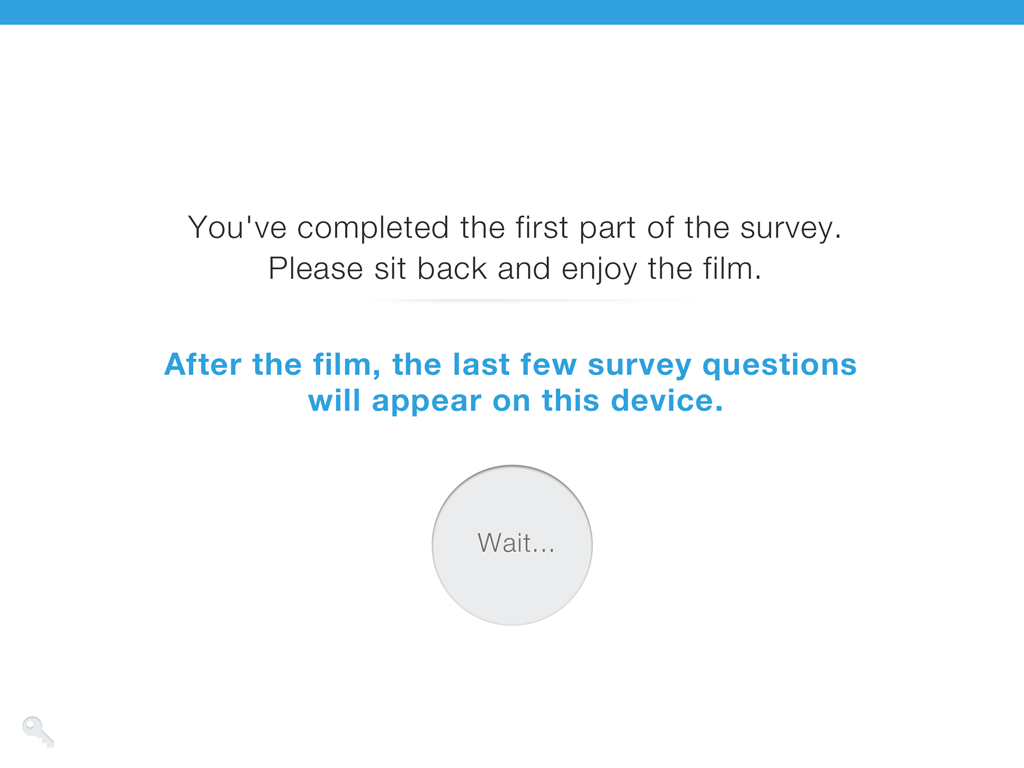 You've completed the first part of the survey.
Please sit back and enjoy the film.
After the film, the last few survey questions
will appear on this device.
Wait...